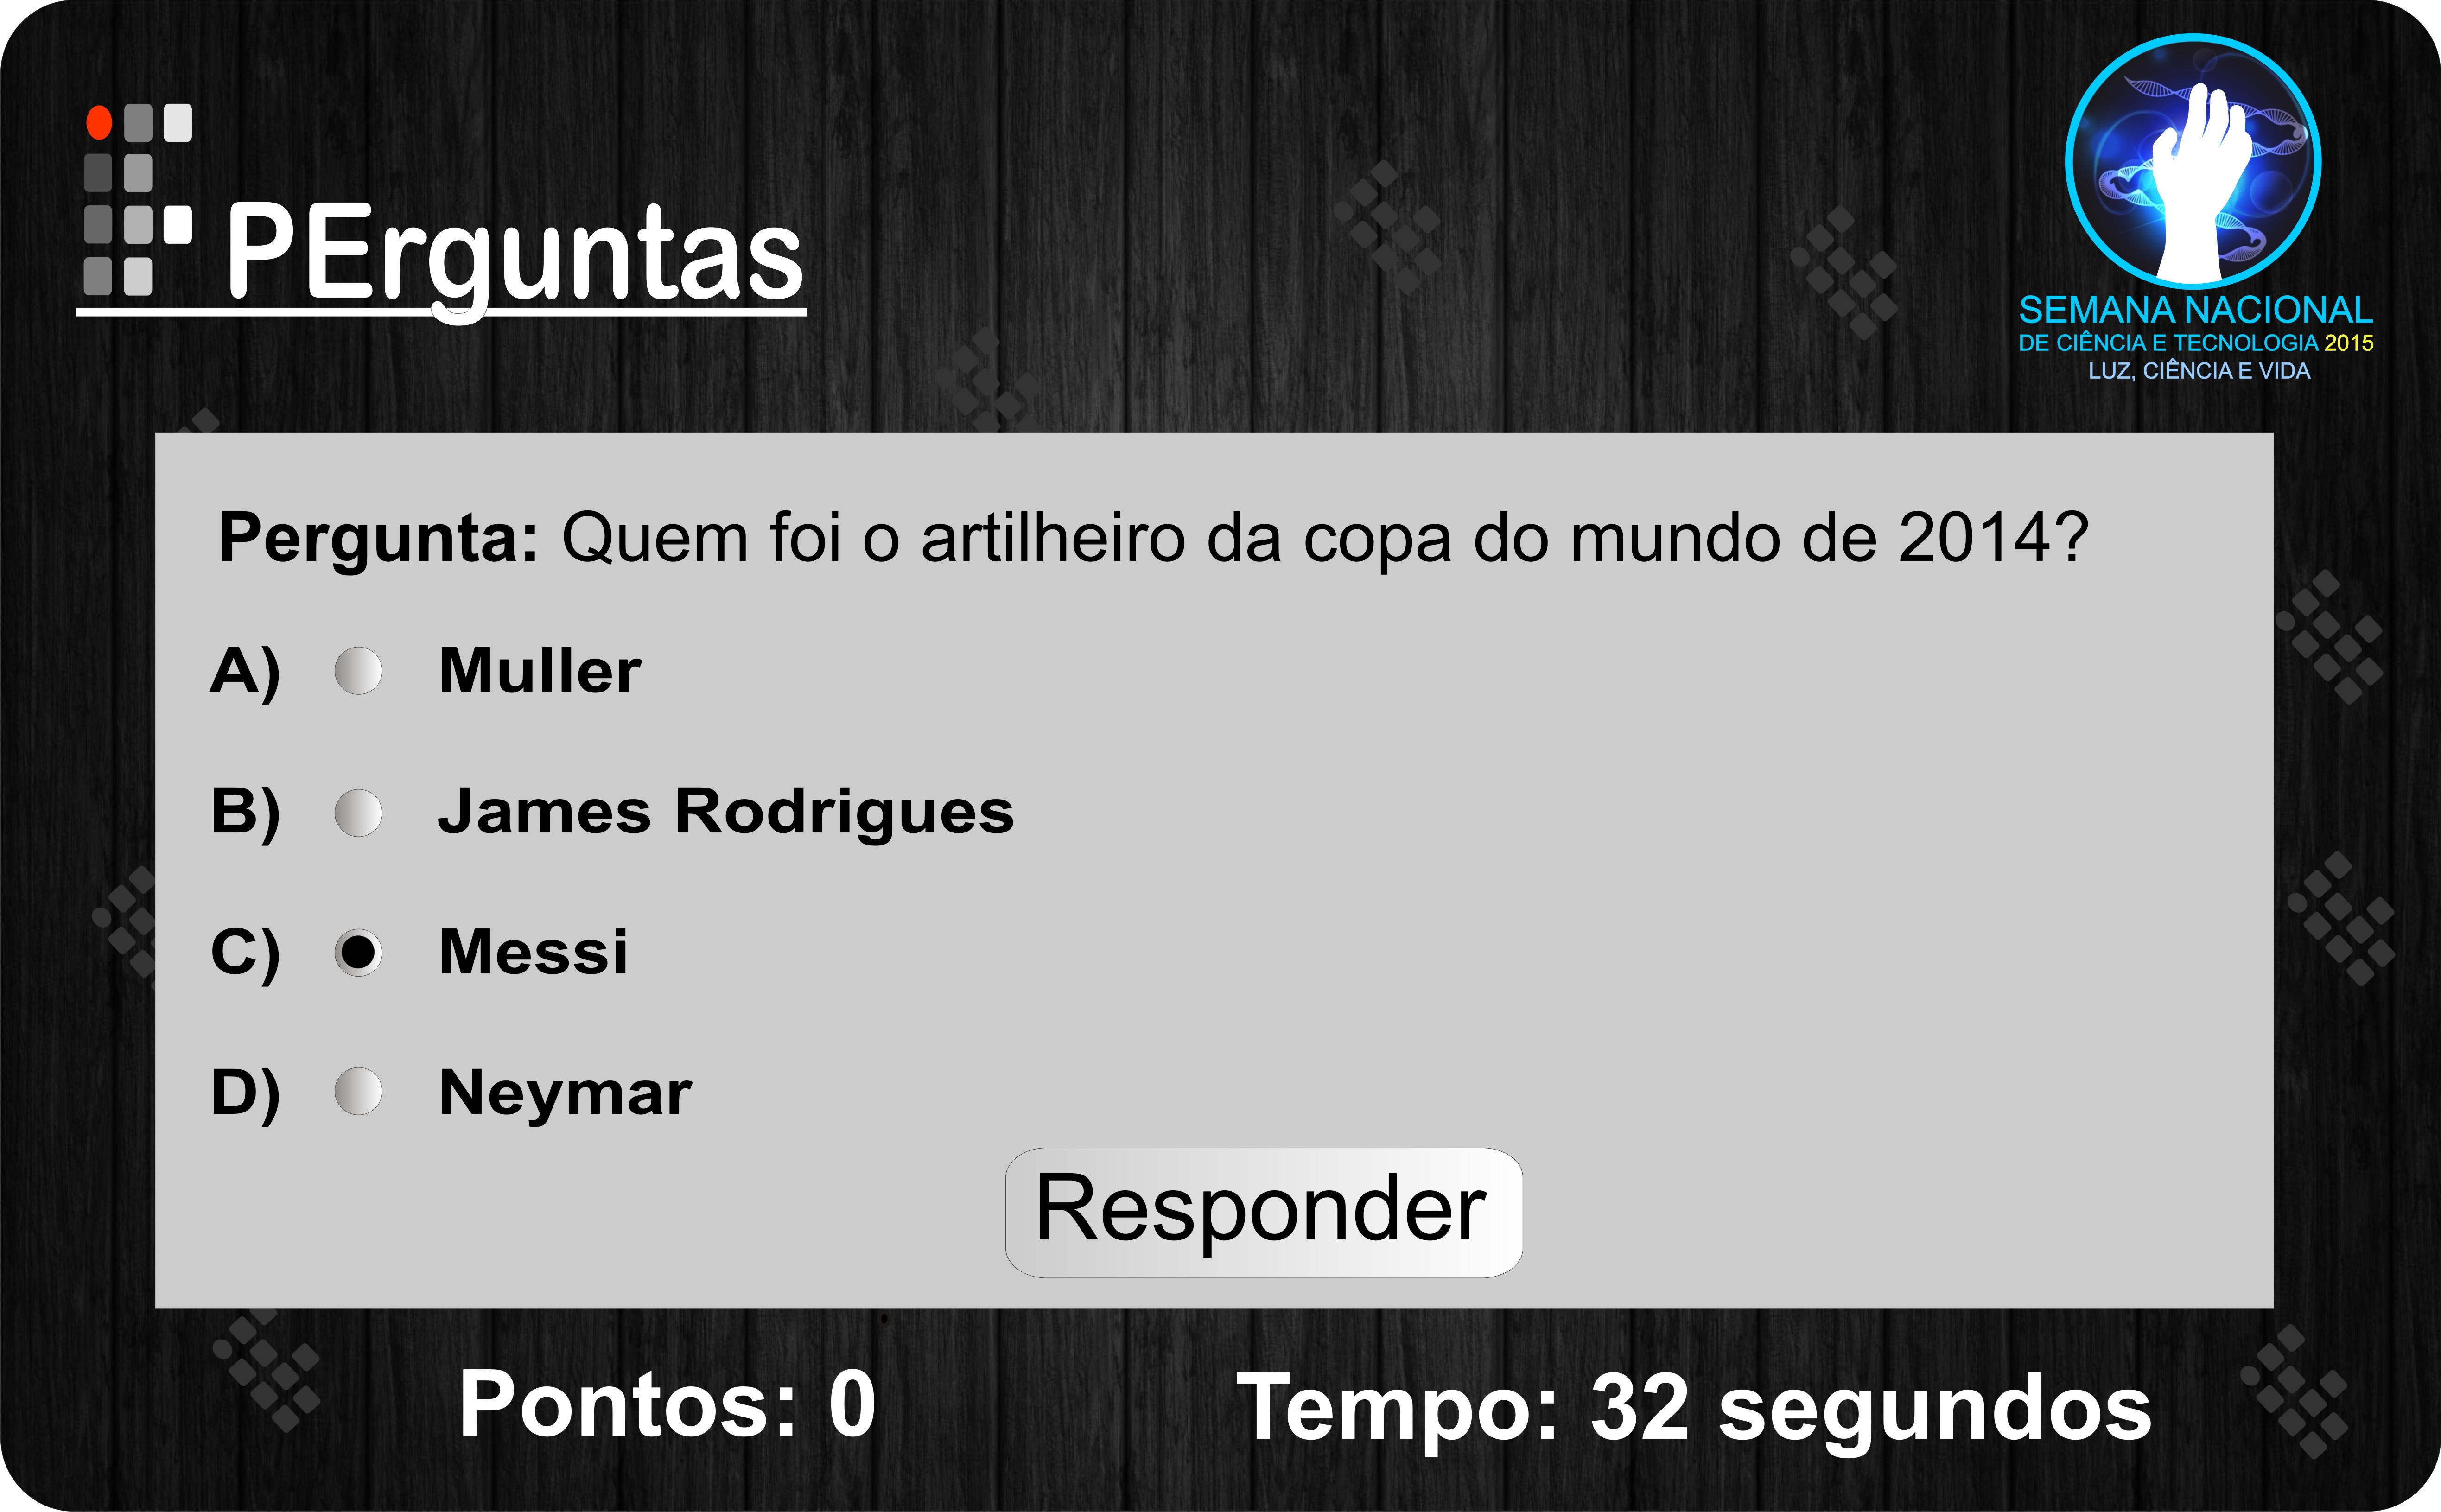 PErguntas
SEMANA NACIONAL
DE CIÊNCIA E TECNOLOGIA 2015
LUZ, CIÊNCIA E VIDA
Pergunta: Quem foi o artilheiro da copa do mundo de 2014?
A) Muller
B) James Rodrigues
C) Messi
D) Neymar
Responder
Pontos: 0
Tempo: 32 segundos